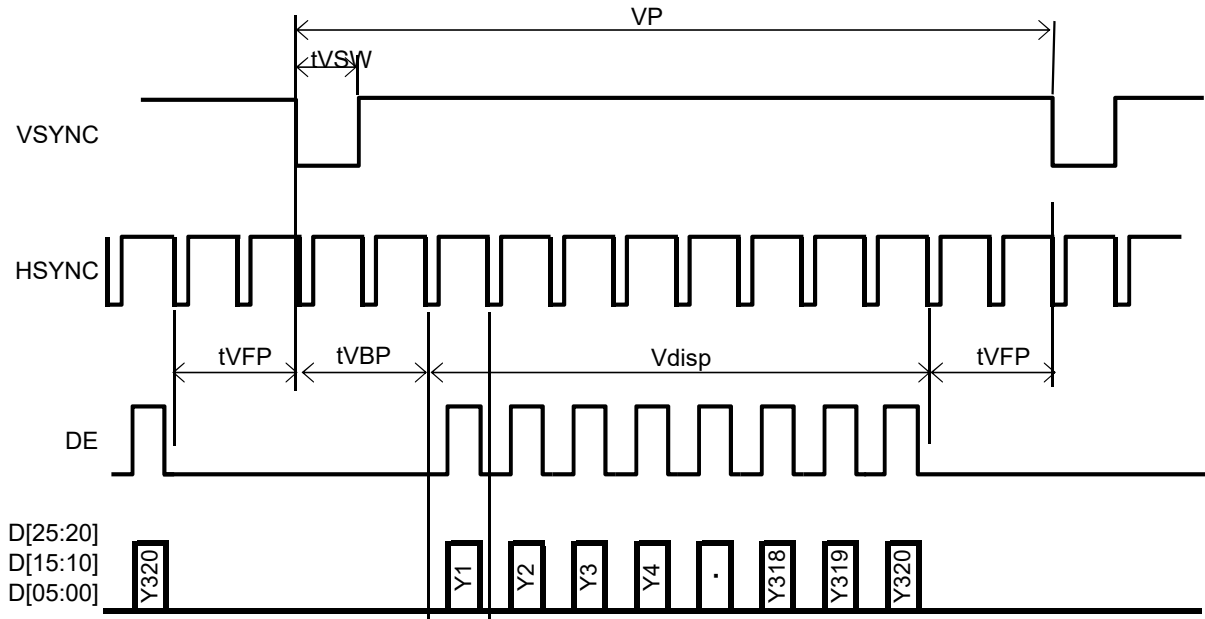 VP
tVSW
VSYNC
HSYNC
tVFP
tVBP
Vdisp
tVFP
DE
D[25:20]
D[15:10]
D[05:00]
Y320
Y1
Y2
Y3
Y4
.
Y318
Y319
Y320